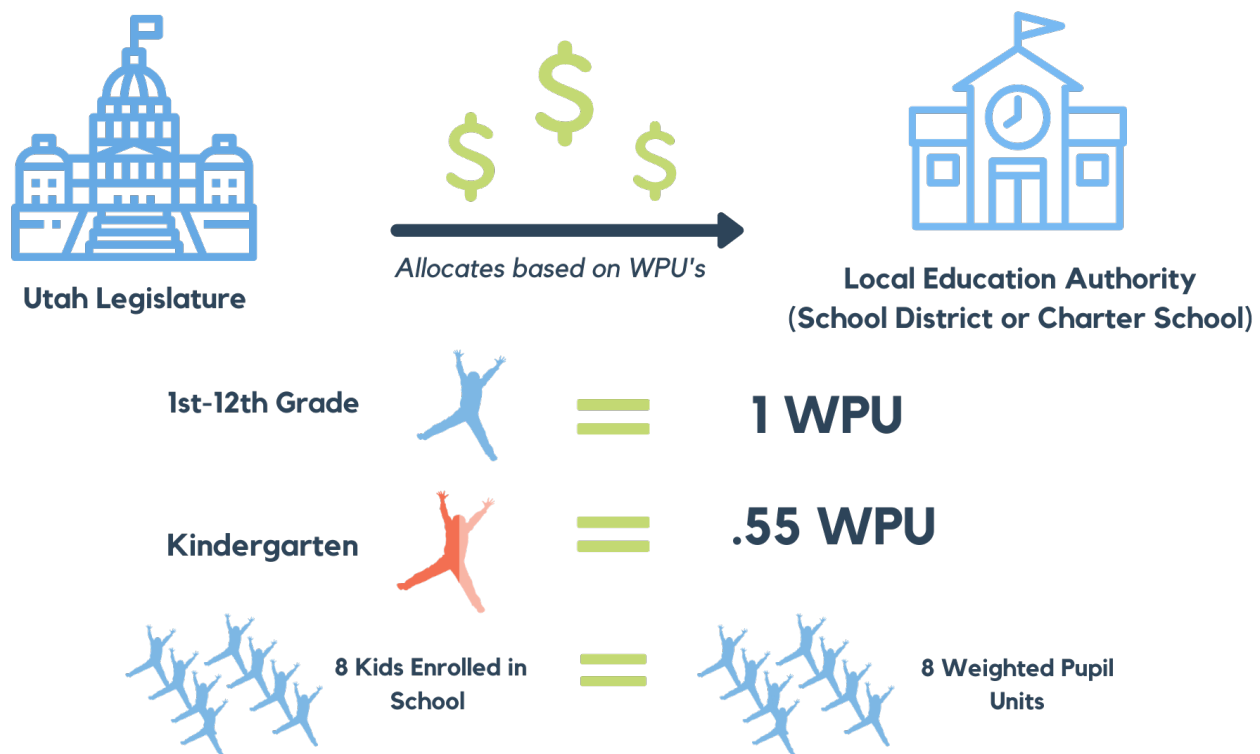 $ $ $
Allocates based on WPU's
Utah Legislature
Local Education Authority
(School District or Charter School)
1st-12th Grade
1 WPU
Kindergarten
.55 WPU
8 Kids Enrolled in
School
8 Weighted Pupil
Units